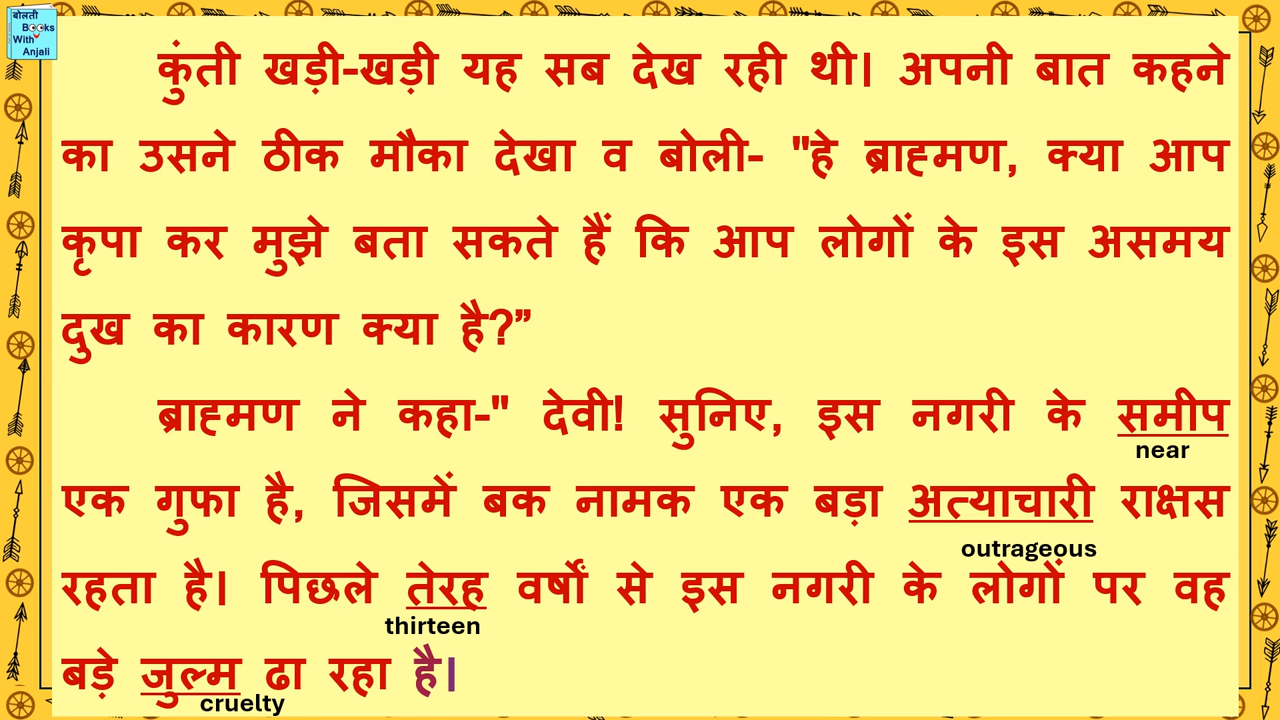 बोलती
Books
With
Anjali
कुंती खड़ी-खड़ी यह सब देख रही थी। अपनी बात कहने
का उसने ठीक मौका देखा व बोली- "हे ब्राह्मण, क्या आप
कृपा कर मुझे बता सकते हैं कि आप लोगों के इस असमय
दुख का कारण क्या है?”
ब्राह्मण ने कहा-" देवी! सुनिए, इस नगरी के समीप
near
एक गुफा है, जिसमें बक नामक एक बड़ा अत्याचारी राक्षस
outrageous
रहता है। पिछले तेरह वर्षों से इस नगरी के लोगों पर वह
thirteen
बड़े जुल्म ढा रहा है।
cruelty